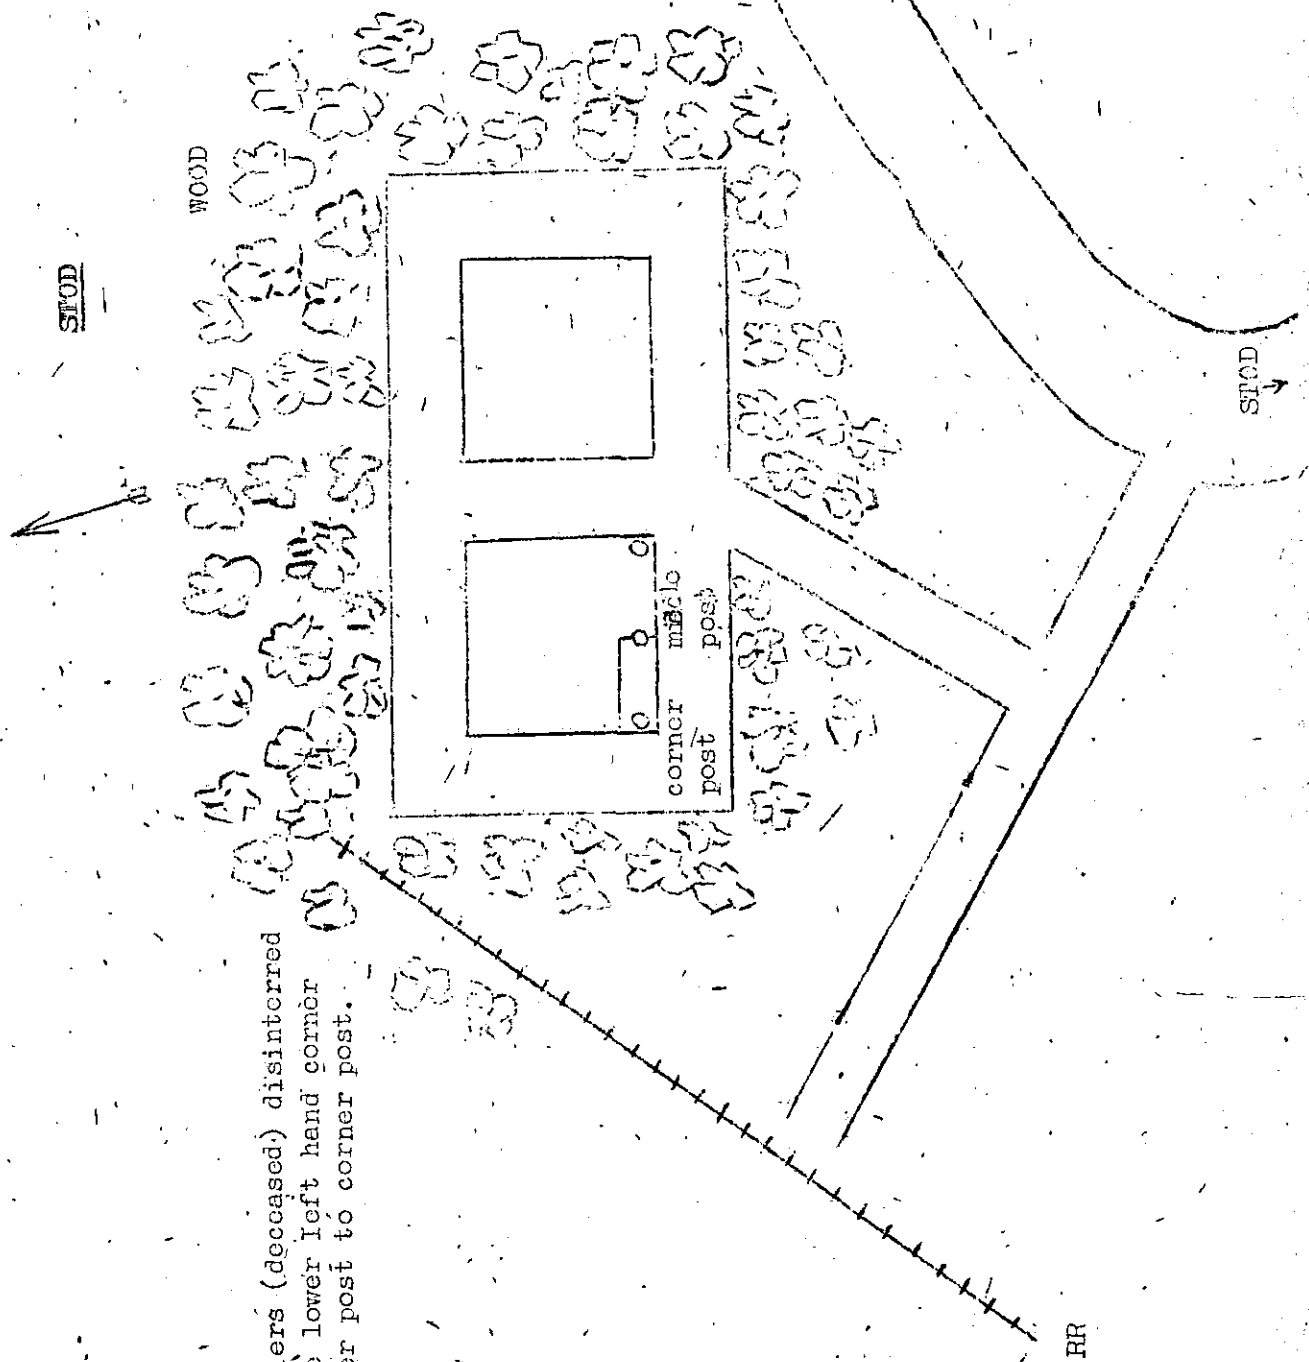 STOD
WOOD
ers (deceased) disinterred
lower left hand corner
er post to corner post.
corner middle
post post
STOD
RR